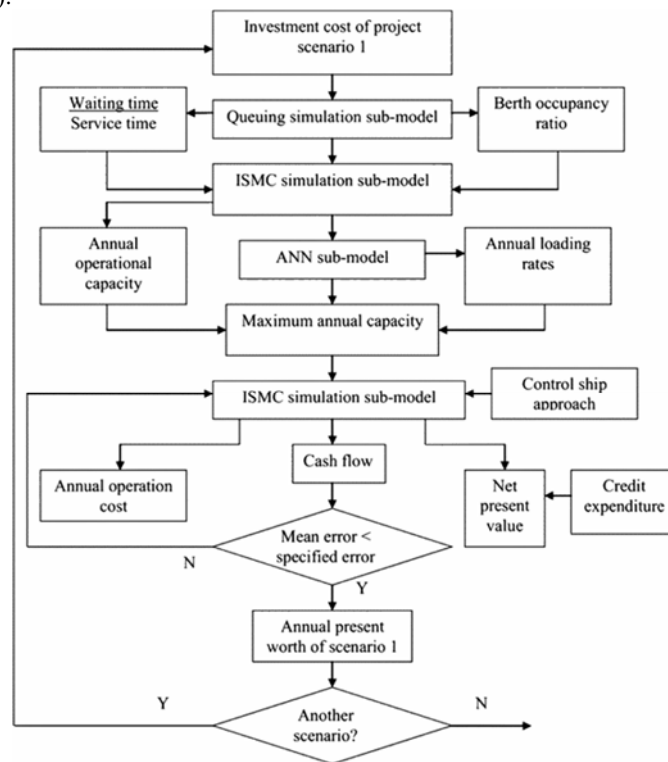 ).
Investment cost of project
scenario 1
Waiting time
Service time
Queuing simulation sub-model
Berth occupancy
ratio
ISMC simulation sub-model
Annual
operational
capacity
ANN sub-model
Annual loading
rates
Maximum annual capacity
ISMC simulation sub-model
Control ship
approach
Annual operation
cost
Cash flow
Net
present
value
Credit
expenditure
Mean error <
specified error
N
Y
Annual present
worth of scenario 1
Y
Another
scenario?
N